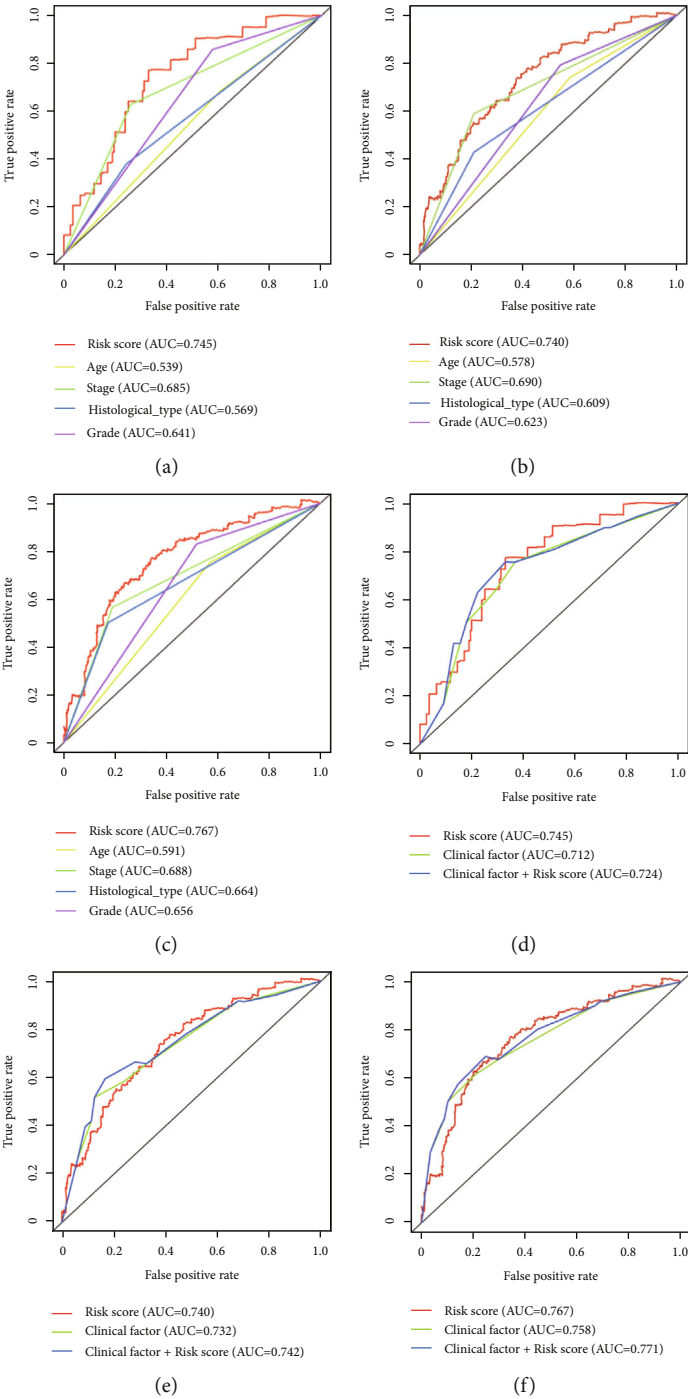 True positive rate
1.0
0.8
0.6
0.4
0.2
0
0 0.2 0.4 0.6 0.8 1.0
False positive rate
Risk score (AUC=0.745)
Age (AUC=0.539)
Stage (AUC=0.685)
Histological_type (AUC=0.569)
Grade (AUC=0.641)
(a)
True positive rate
1.0
0.8
0.6
0.4
0.2
0
0 0.2 0.4 0.6 0.8 1.0
False positive rate
Risk score (AUC=0.740)
Age (AUC=0.578)
Stage (AUC=0.690)
Histological_type (AUC=0.609)
Grade (AUC=0.623)
(b)
True positive rate
1.0
0.8
0.6
0.4
0.2
0
0 0.2 0.4 0.6 0.8 1.0
False positive rate
Risk score (AUC=0.767)
Age (AUC=0.591)
Stage (AUC=0.688)
Histological_type (AUC=0.664)
Grade (AUC=0.656
(c)
True positive rate
1.0
0.8
0.6
0.4
0.2
0
0 0.2 0.4 0.6 0.8 1.0
False positive rate
Risk score (AUC=0.745)
Clinical factor (AUC=0.712)
Clinical factor + Risk score (AUC=0.724)
(d)
True positive rate
1.0
0.8
0.6
0.4
0.2
0
0 0.2 0.4 0.6 0.8 1.0
False positive rate
Risk score (AUC=0.740)
Clinical factor (AUC=0.732)
Clinical factor + Risk score (AUC=0.742)
(e)
True positive rate
1.0
0.8
0.6
0.4
0.2
0
0 0.2 0.4 0.6 0.8 1.0
False positive rate
Risk score (AUC=0.767)
Clinical factor (AUC=0.758)
Clinical factor + Risk score (AUC=0.771)
(f)